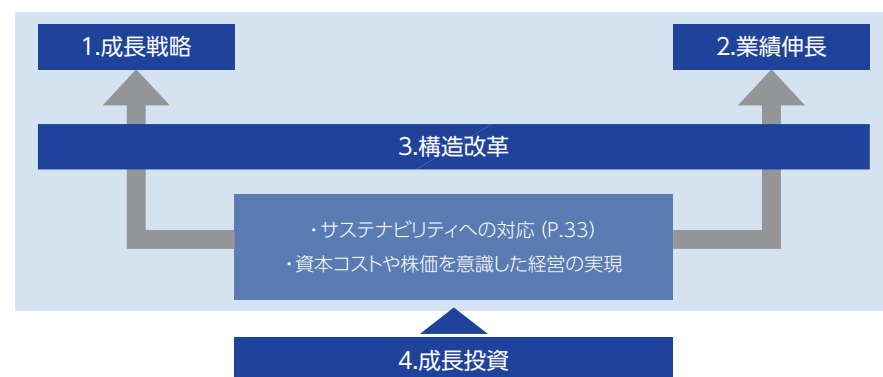 1.成長戦略
2.業績伸長
3.構造改革
・サステナビリティへの対応 (P.33)
・資本コストや株価を意識した経営の実現
4.成長投資